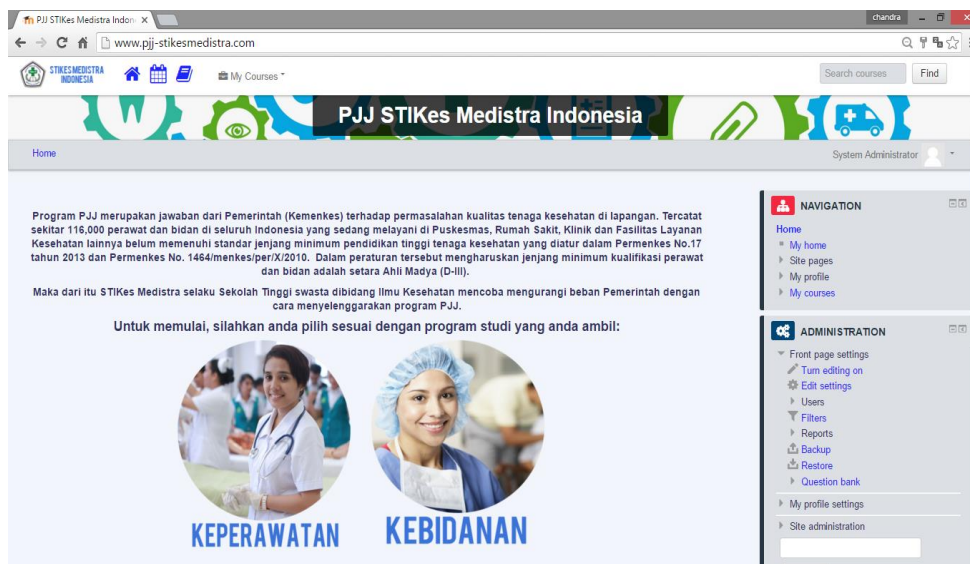 PJJ STIKes Medistra Indon
chandra
www.pjj-stikesmedistra.com
STIKES MEDISTRA
INDONESIA
My Courses
Search courses
Find
PJJ STIKes Medistra Indonesia
Home
System Administrator
Program PJJ merupakan jawaban dari Pemerintah (Kemenkes) terhadap permasalahan kualitas tenaga kesehatan di lapangan. Tercatat
sekitar 116,000 perawat dan bidan di seluruh Indonesia yang sedang melayani di Puskesmas, Rumah Sakit, Klinik dan Fasilitas Layanan
Kesehatan lainnya belum memenuhi standar jenjang minimum pendidikan tinggi tenaga kesehatan yang diatur dalam Permenkes No.17
tahun 2013 dan Permenkes No. 1464/menkes/per/X/2010. Dalam peraturan tersebut mengharuskan jenjang minimum kualifikasi perawat
dan bidan adalah setara Ahli Madya (D-III).
Maka dari itu STIKes Medistra selaku Sekolah Tinggi swasta dibidang Ilmu Kesehatan mencoba mengurangi beban Pemerintah dengan
cara menyelenggarakan program PJJ.
Untuk memulai, silahkan anda pilih sesuai dengan program studi yang anda ambil:
KEPERAWATAN
KEBIDANAN
NAVIGATION
Home
My home
Site pages
My profile
My courses
ADMINISTRATION
Front page settings
Turn editing on
Edit settings
Users
Filters
Reports
Backup
Restore
Question bank
My profile settings
Site administration